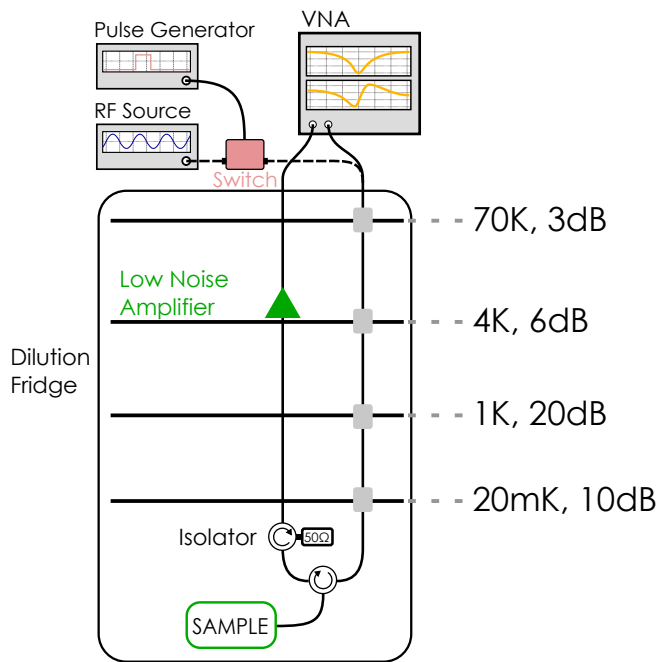 Pulse Generator
VNA
RF Source
Switch
70K, 3dB
Low Noise
Amplifier
4K, 6dB
Dilution
Fridge
1K, 20dB
20mK, 10dB
Isolator
50Ω
SAMPLE